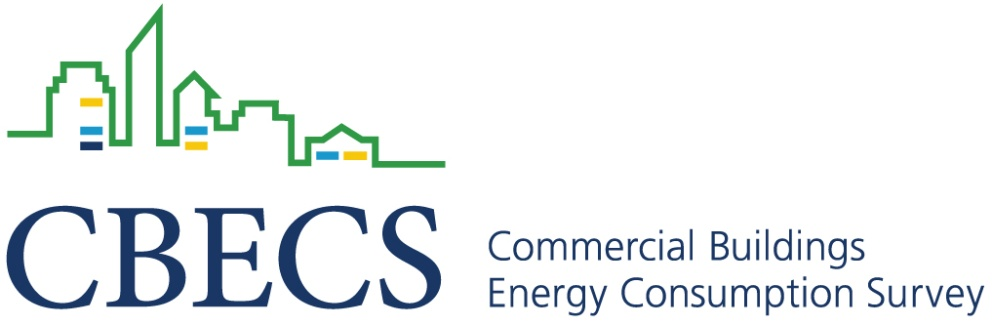 CBECS
Commercial Buildings
Energy Consumption Survey